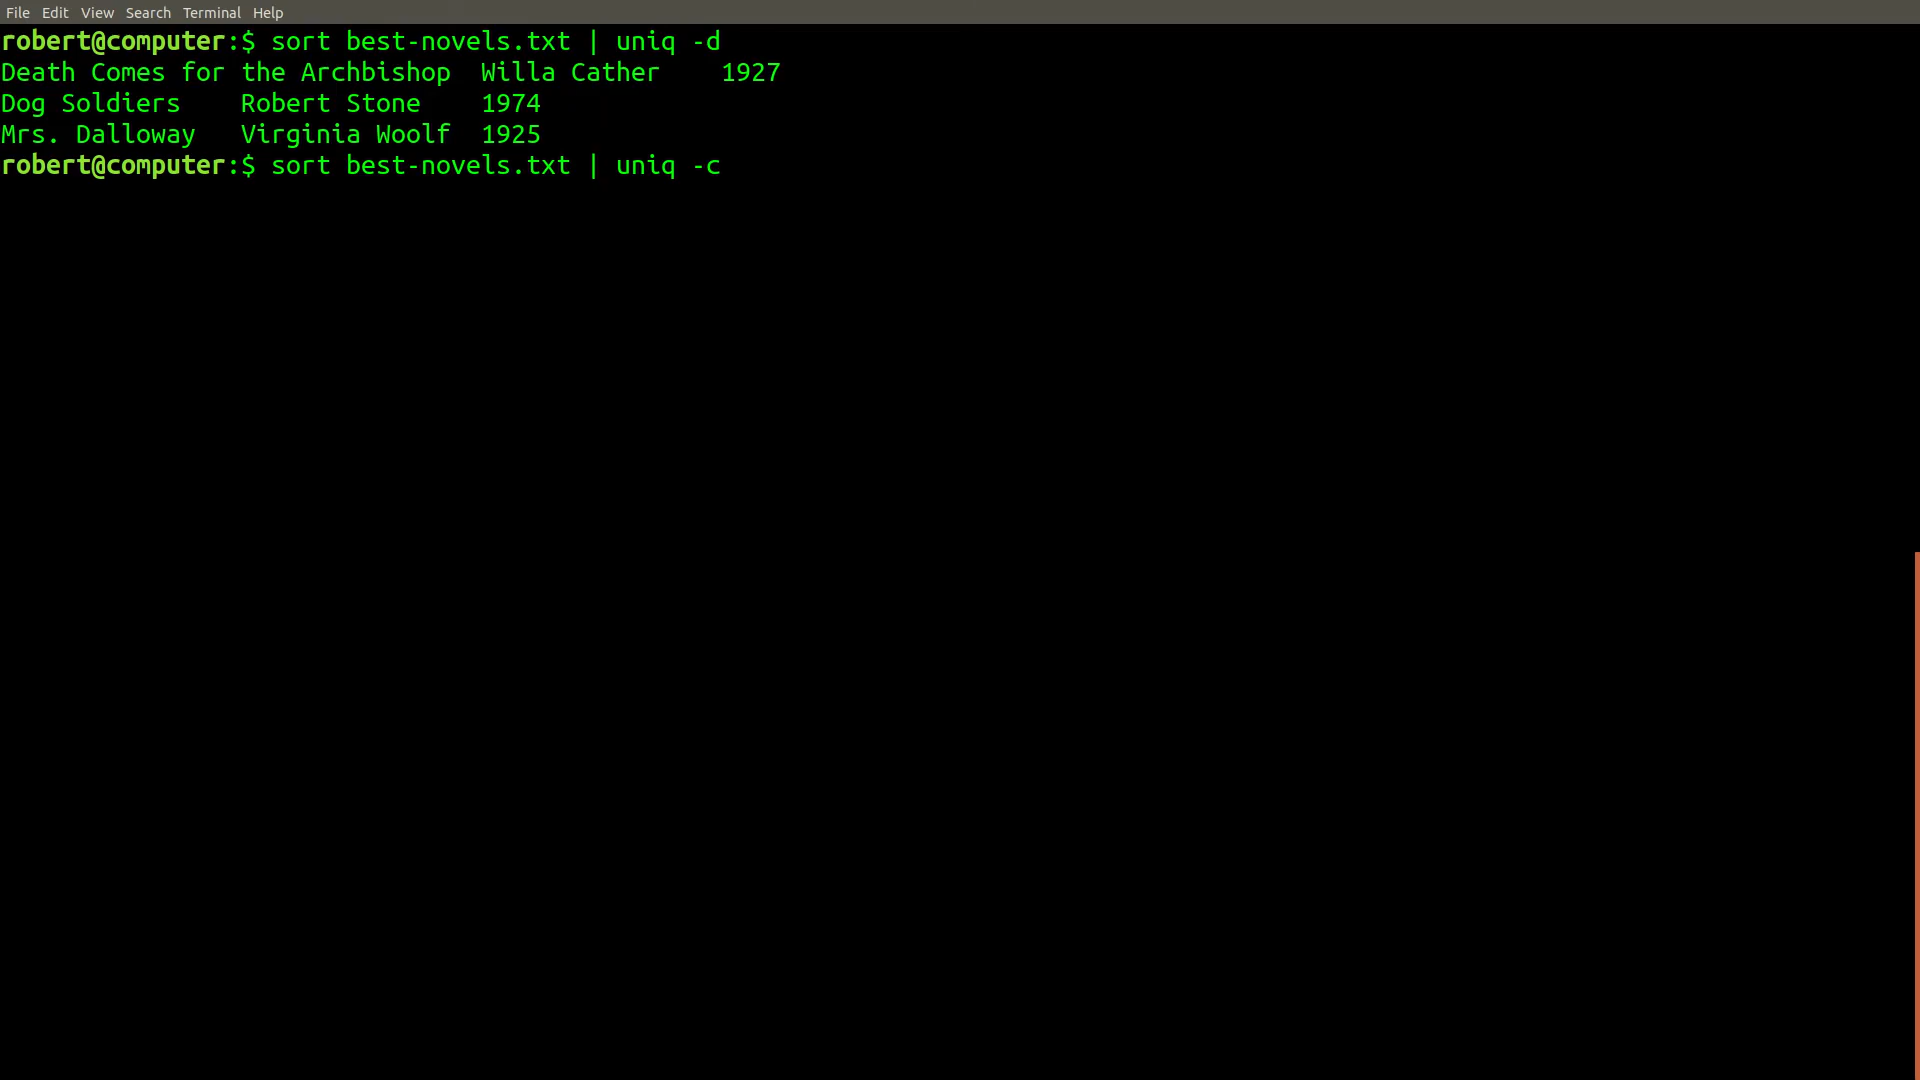 File Edit View Search Terminal Help
robert@computer:$ sort best-novels.txt | uniq -d
Death Comes for the Archbishop  Willa Cather    1927
Dog Soldiers    Robert Stone    1974
Mrs. Dalloway   Virginia Woolf  1925
robert@computer:$ sort best-novels.txt | uniq -c